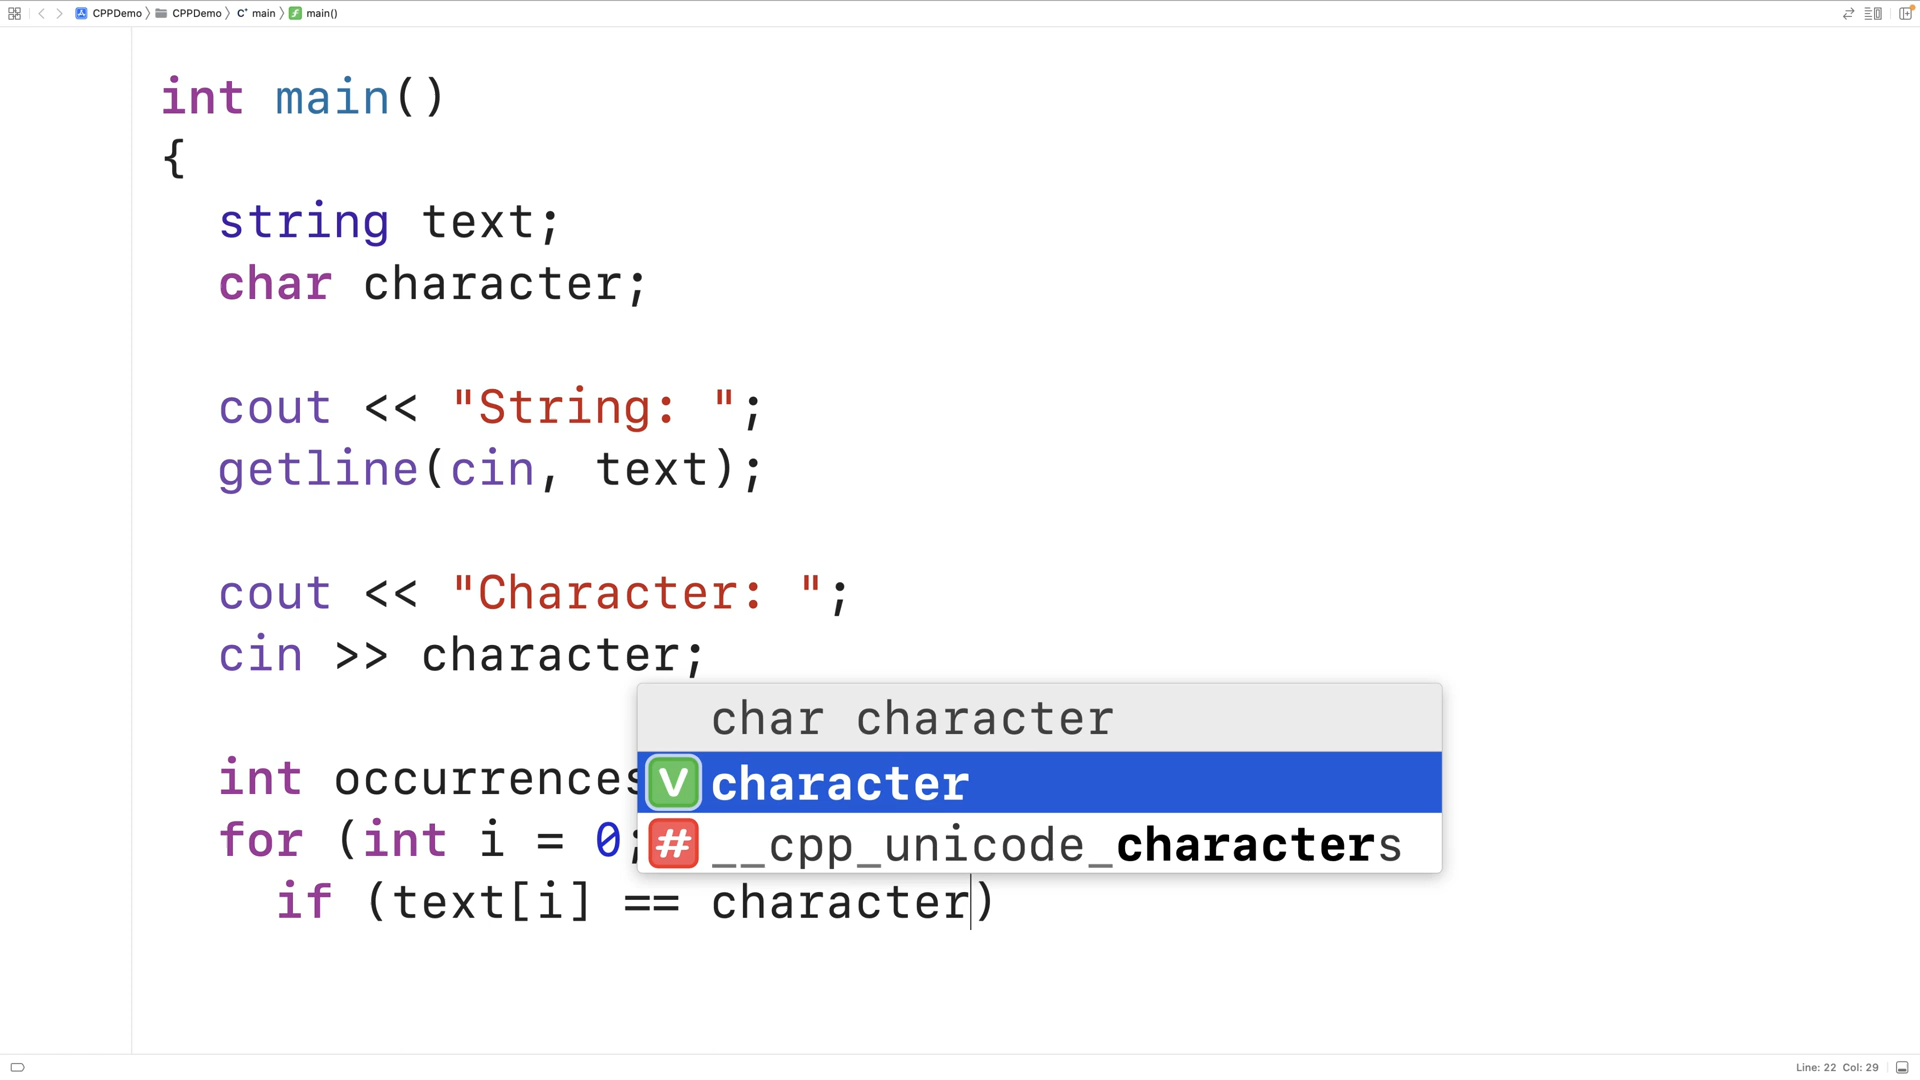 CPPDemo 〉 CPPDemo 〉 C⁺ main 〉 f main()
int main()
{
string text;
char character;
cout << "String: ";
getline(cin, text);
cout << "Character: ";
cin >> character;
char character
int occurrences
V character
for (int i = 0;
# __cpp_unicode_characters
if (text[i] == character)
Line: 22 Col: 29